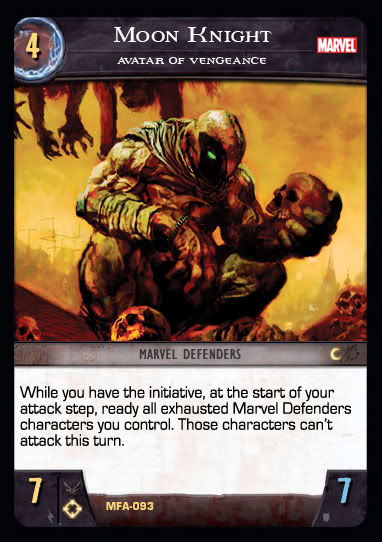 4
Moon Knight
MARVEL
AVATAR OF VENGEANCE
MARVEL DEFENDERS
C
While you have the initiative, at the start of your
attack step, ready all exhausted Marvel Defenders
characters you control. Those characters can't
attack this turn.
7
MFA-093
7